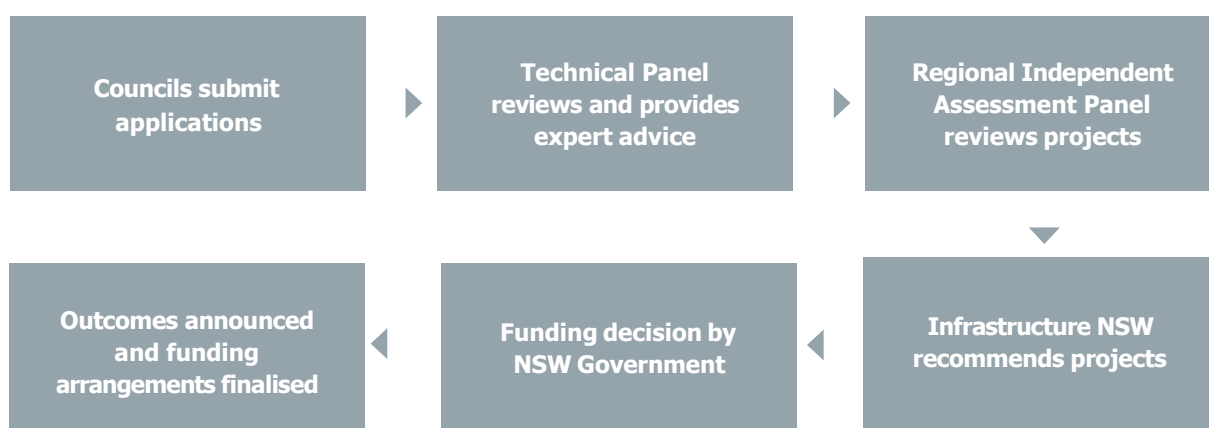 Councils submit
applications
Technical Panel
reviews and provides
expert advice
Regional Independent
Assessment Panel
reviews projects
Infrastructure NSW
recommends projects
Funding decision by
NSW Government
Outcomes announced
and funding
arrangements finalised